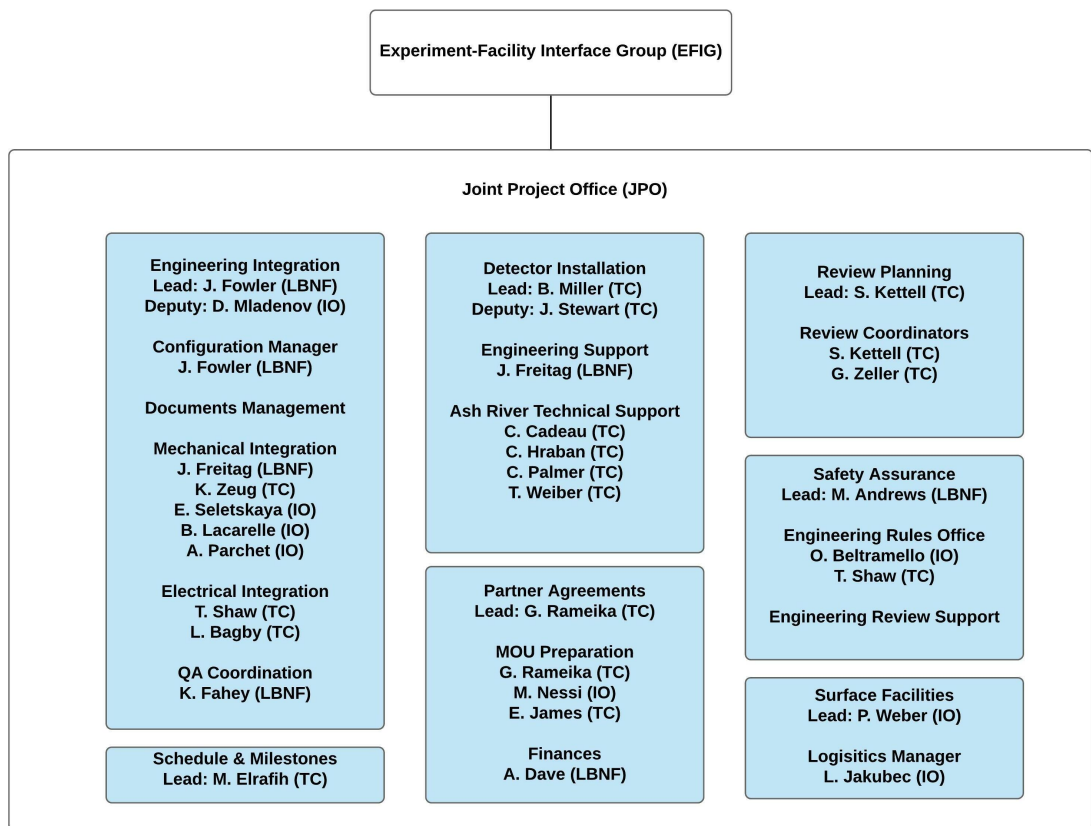 Experiment-Facility Interface Group (EFIG)
Joint Project Office (JPO)
Engineering Integration
Lead: J. Fowler (LBNF)
Deputy: D. Mladenov (IO)
Configuration Manager
J. Fowler (LBNF)
Documents Management
Mechanical Integration
J. Freitag (LBNF)
K. Zeug (TC)
E. Seletskaya (IO)
B. Lacarelle (IO)
A. Parchet (IO)
Electrical Integration
T. Shaw (TC)
L. Bagby (TC)
QA Coordination
K. Fahey (LBNF)
Schedule & Milestones
Lead: M. Elrafih (TC)
Detector Installation
Lead: B. Miller (TC)
Deputy: J. Stewart (TC)
Engineering Support
J. Freitag (LBNF)
Ash River Technical Support
C. Cadeau (TC)
C. Hraban (TC)
C. Palmer (TC)
T. Weiber (TC)
Partner Agreements
Lead: G. Rameika (TC)
MOU Preparation
G. Rameika (TC)
M. Nessi (IO)
E. James (TC)
Finances
A. Dave (LBNF)
Review Planning
Lead: S. Kettell (TC)
Review Coordinators
S. Kettell (TC)
G. Zeller (TC)
Safety Assurance
Lead: M. Andrews (LBNF)
Engineering Rules Office
O. Beltramello (IO)
T. Shaw (TC)
Engineering Review Support
Surface Facilities
Lead: P. Weber (IO)
Logisitics Manager
L. Jakubec (IO)